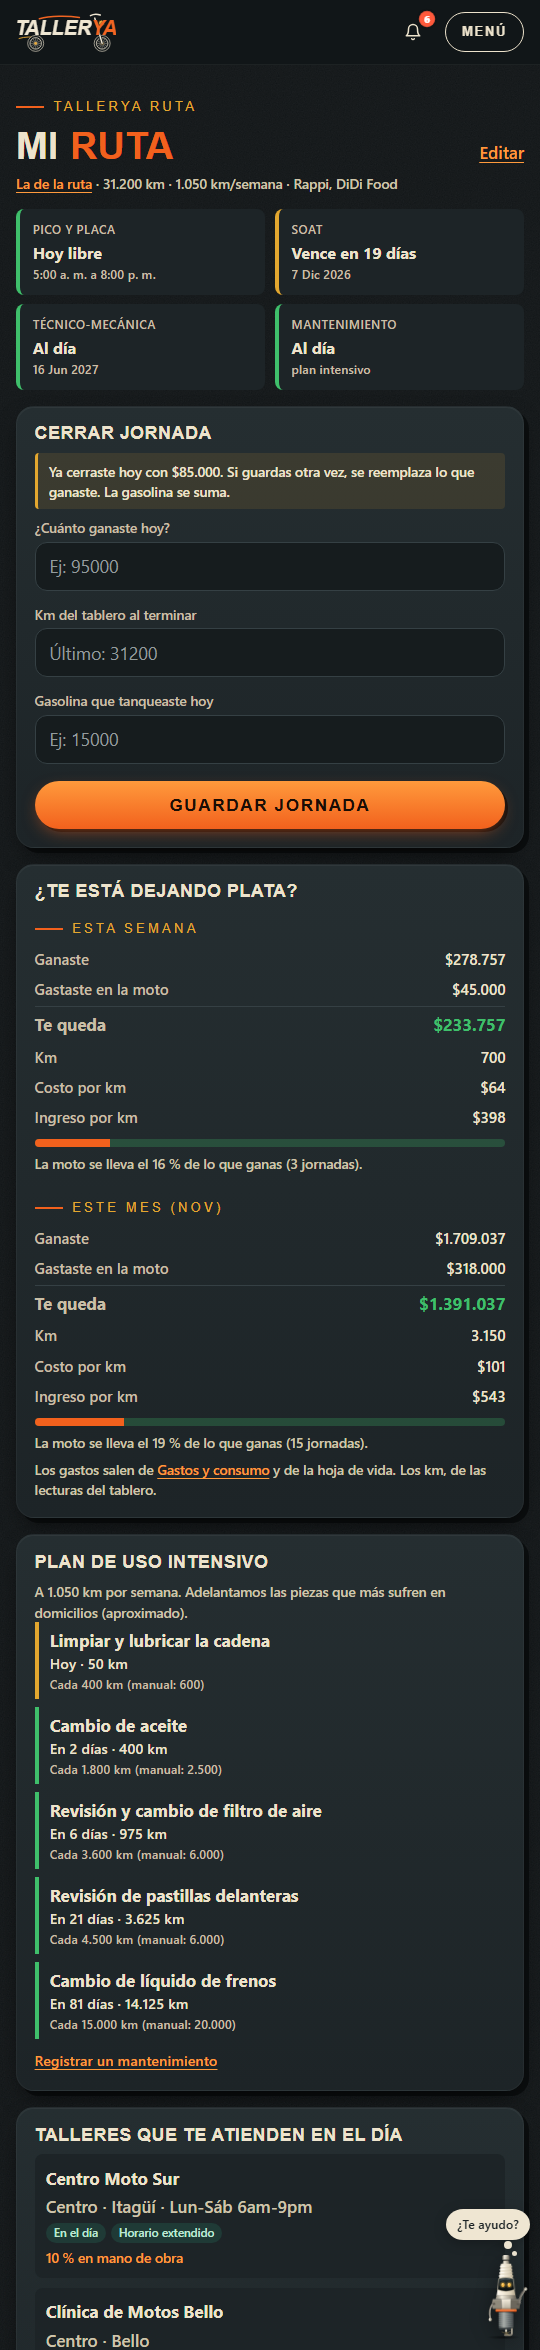 TALLERYA
6
MENÚ
TALLERYA RUTA
MI RUTA
Editar
La de la ruta · 31.200 km · 1.050 km/semana · Rappi, DiDi Food
PICO Y PLACA
Hoy libre
5:00 a. m. a 8:00 p. m.
SOAT
Vence en 19 días
7 Dic 2026
TÉCNICO-MECÁNICA
Al día
16 Jun 2027
MANTENIMIENTO
Al día
plan intensivo
CERRAR JORNADA
Ya cerraste hoy con $85.000. Si guardas otra vez, se reemplaza lo que
ganaste. La gasolina se suma.
¿Cuánto ganaste hoy?
Ej: 95000
Km del tablero al terminar
Último: 31200
Gasolina que tanqueaste hoy
Ej: 15000
GUARDAR JORNADA
¿TE ESTÁ DEJANDO PLATA?
ESTA SEMANA
Ganaste $278.757
Gastaste en la moto $45.000
Te queda $233.757
Km 700
Costo por km $64
Ingreso por km $398
La moto se lleva el 16 % de lo que ganas (3 jornadas).
ESTE MES (NOV)
Ganaste $1.709.037
Gastaste en la moto $318.000
Te queda $1.391.037
Km 3.150
Costo por km $101
Ingreso por km $543
La moto se lleva el 19 % de lo que ganas (15 jornadas).
Los gastos salen de Gastos y consumo y de la hoja de vida. Los km, de las
lecturas del tablero.
PLAN DE USO INTENSIVO
A 1.050 km por semana. Adelantamos las piezas que más sufren en
domicilios (aproximado).
Limpiar y lubricar la cadena
Hoy · 50 km
Cada 400 km (manual: 600)
Cambio de aceite
En 2 días · 400 km
Cada 1.800 km (manual: 2.500)
Revisión y cambio de filtro de aire
En 6 días · 975 km
Cada 3.600 km (manual: 6.000)
Revisión de pastillas delanteras
En 21 días · 3.625 km
Cada 4.500 km (manual: 6.000)
Cambio de líquido de frenos
En 81 días · 14.125 km
Cada 15.000 km (manual: 20.000)
Registrar un mantenimiento
TALLERES QUE TE ATIENDEN EN EL DÍA
Centro Moto Sur
Centro · Itagüí · Lun-Sáb 6am-9pm
En el día Horario extendido
10 % en mano de obra
¿Te ayudo?
Clínica de Motos Bello
Centro · Bello